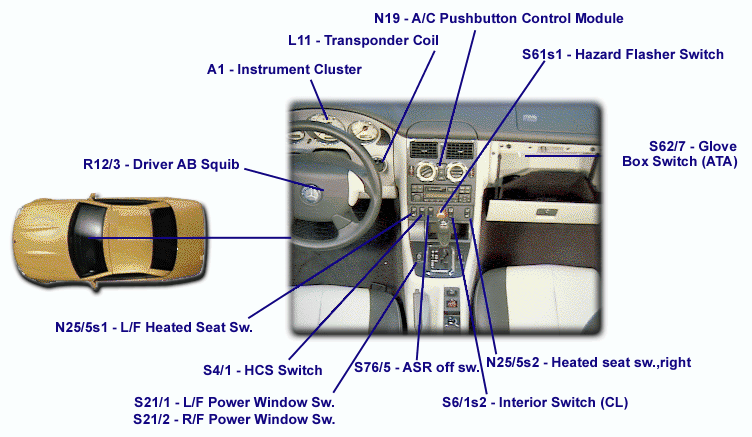 N19 - A/C Pushbutton Control Module
L11 - Transponder Coil
S61s1 - Hazard Flasher Switch
A1 - Instrument Cluster
S62/7 - Glove
Box Switch (ATA)
R12/3 - Driver AB Squib
N25/5s1 - L/F Heated Seat Sw.
S4/1 - HCS Switch
S76/5 - ASR off sw.
N25/5s2 - Heated seat sw.,right
S21/1 - L/F Power Window Sw.
S21/2 - R/F Power Window Sw.
S6/1s2 - Interior Switch (CL)